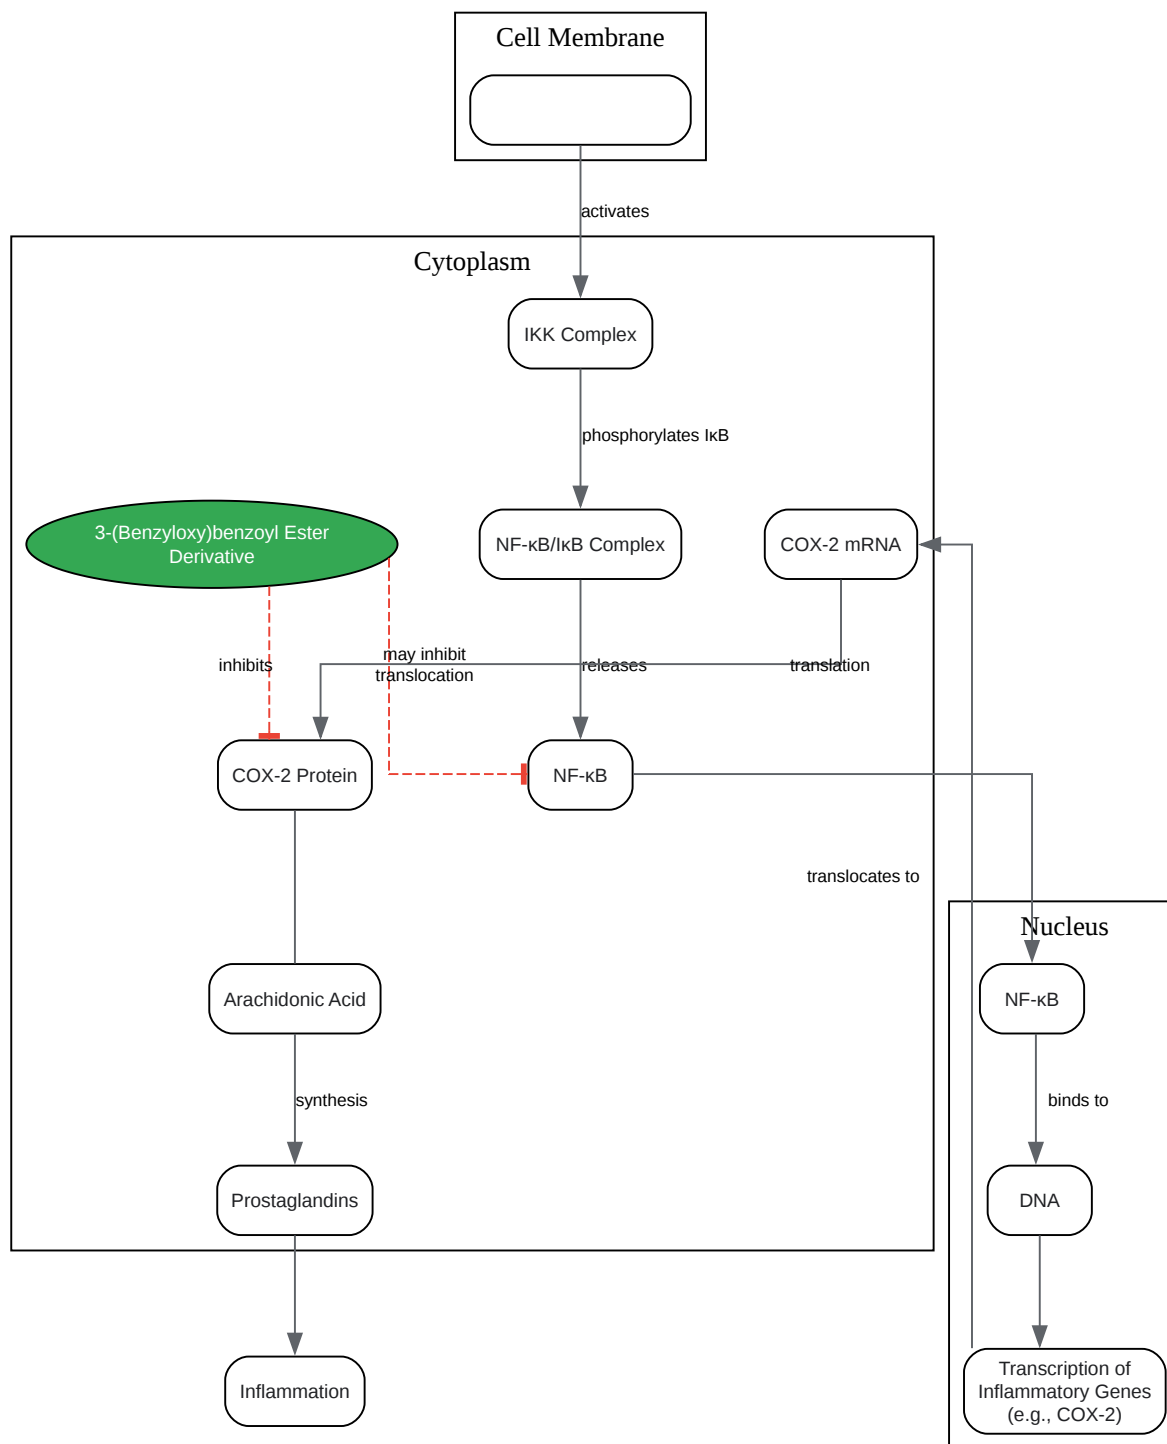 Cell Membrane
activates
Cytoplasm
IKK Complex
phosphorylates IκB
3-(Benzyloxy)benzoyl Ester
Derivative
NF-κB/IκB Complex
COX-2 mRNA
inhibits
may inhibit
translocation
releases
translation
COX-2 Protein
NF-κB
translocates to
Nucleus
Arachidonic Acid
NF-κB
synthesis
binds to
Prostaglandins
DNA
Inflammation
Transcription of
Inflammatory Genes
(e.g., COX-2)